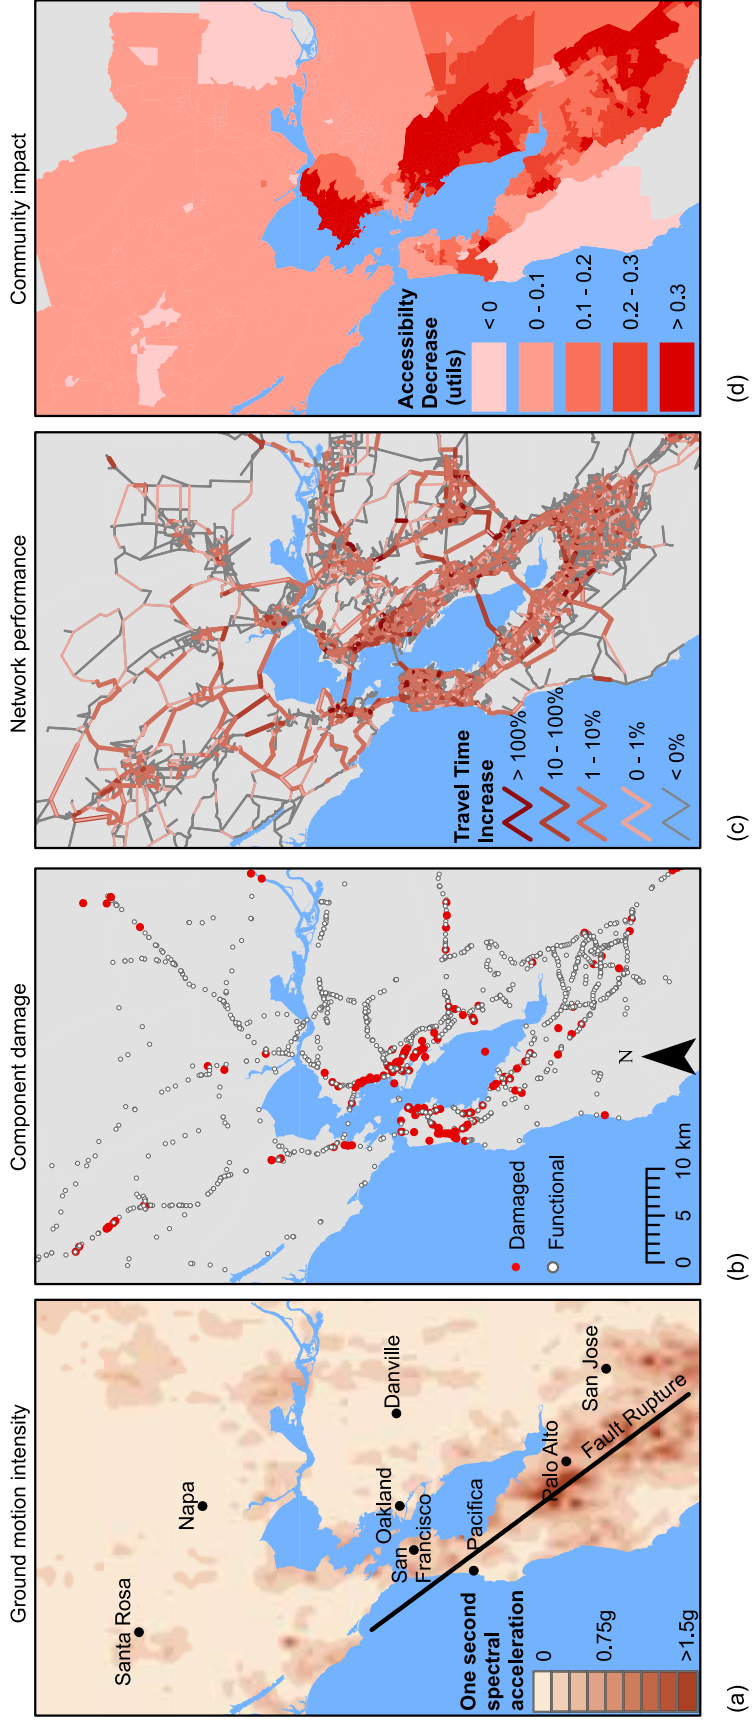 Ground motion intensity
Santa Rosa
Napa
San
Francisco
Oakland
Danville
Pacifica
Palo Alto
San Jose
Fault Rupture
One second
spectral
acceleration
0
0.75g
>1.5g
(a)
Component damage
Damaged
Functional
N
0 5 10 km
(b)
Network performance
Travel Time
Increase
> 100%
10 - 100%
1 - 10%
0 - 1%
< 0%
(c)
Community impact
Accessibilty
Decrease
(utils)
< 0
0 - 0.1
0.1 - 0.2
0.2 - 0.3
> 0.3
(d)